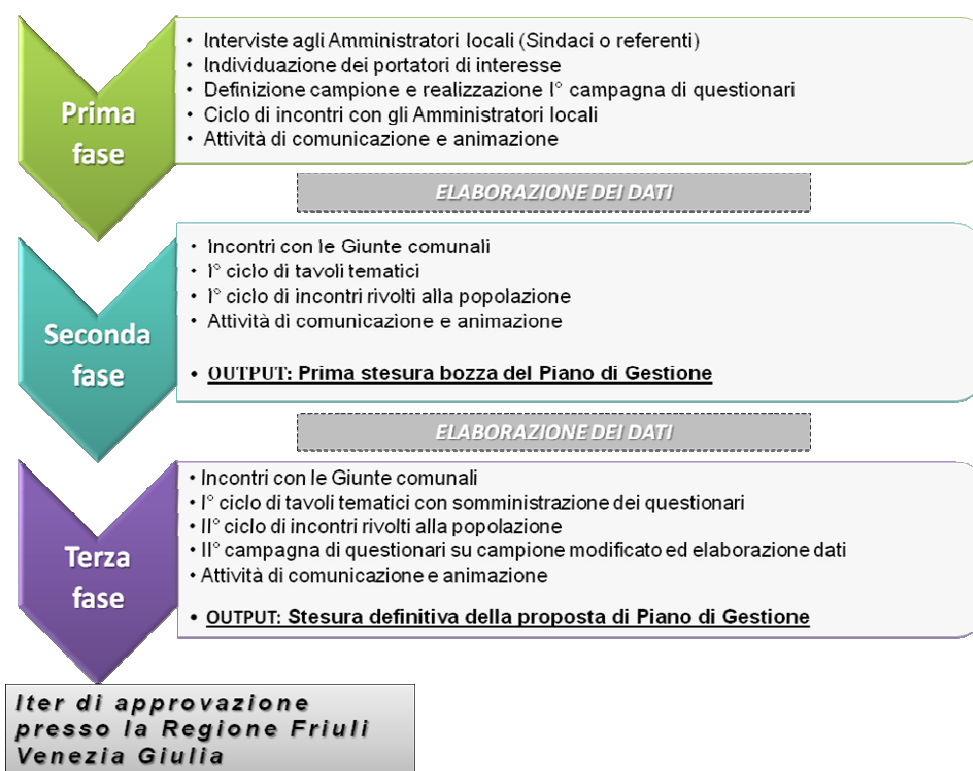 Prima
fase
• Interviste agli Amministratori locali (Sindaci o referenti)
• Individuazione dei portatori di interesse
• Definizione campione e realizzazione I° campagna di questionari
• Ciclo di incontri con gli Amministratori locali
• Attività di comunicazione e animazione
ELABORAZIONE DEI DATI
Seconda
fase
• Incontri con le Giunte comunali
• I° ciclo di tavoli tematici
• I° ciclo di incontri rivolti alla popolazione
• Attività di comunicazione e animazione
• OUTPUT: Prima stesura bozza del Piano di Gestione
ELABORAZIONE DEI DATI
Terza
fase
• Incontri con le Giunte comunali
• I° ciclo di tavoli tematici con somministrazione dei questionari
• II° ciclo di incontri rivolti alla popolazione
• II° campagna di questionari su campione modificato ed elaborazione dati
• Attività di comunicazione e animazione
• OUTPUT: Stesura definitiva della proposta di Piano di Gestione
Iter di approvazione
presso la Regione Friuli
Venezia Giulia